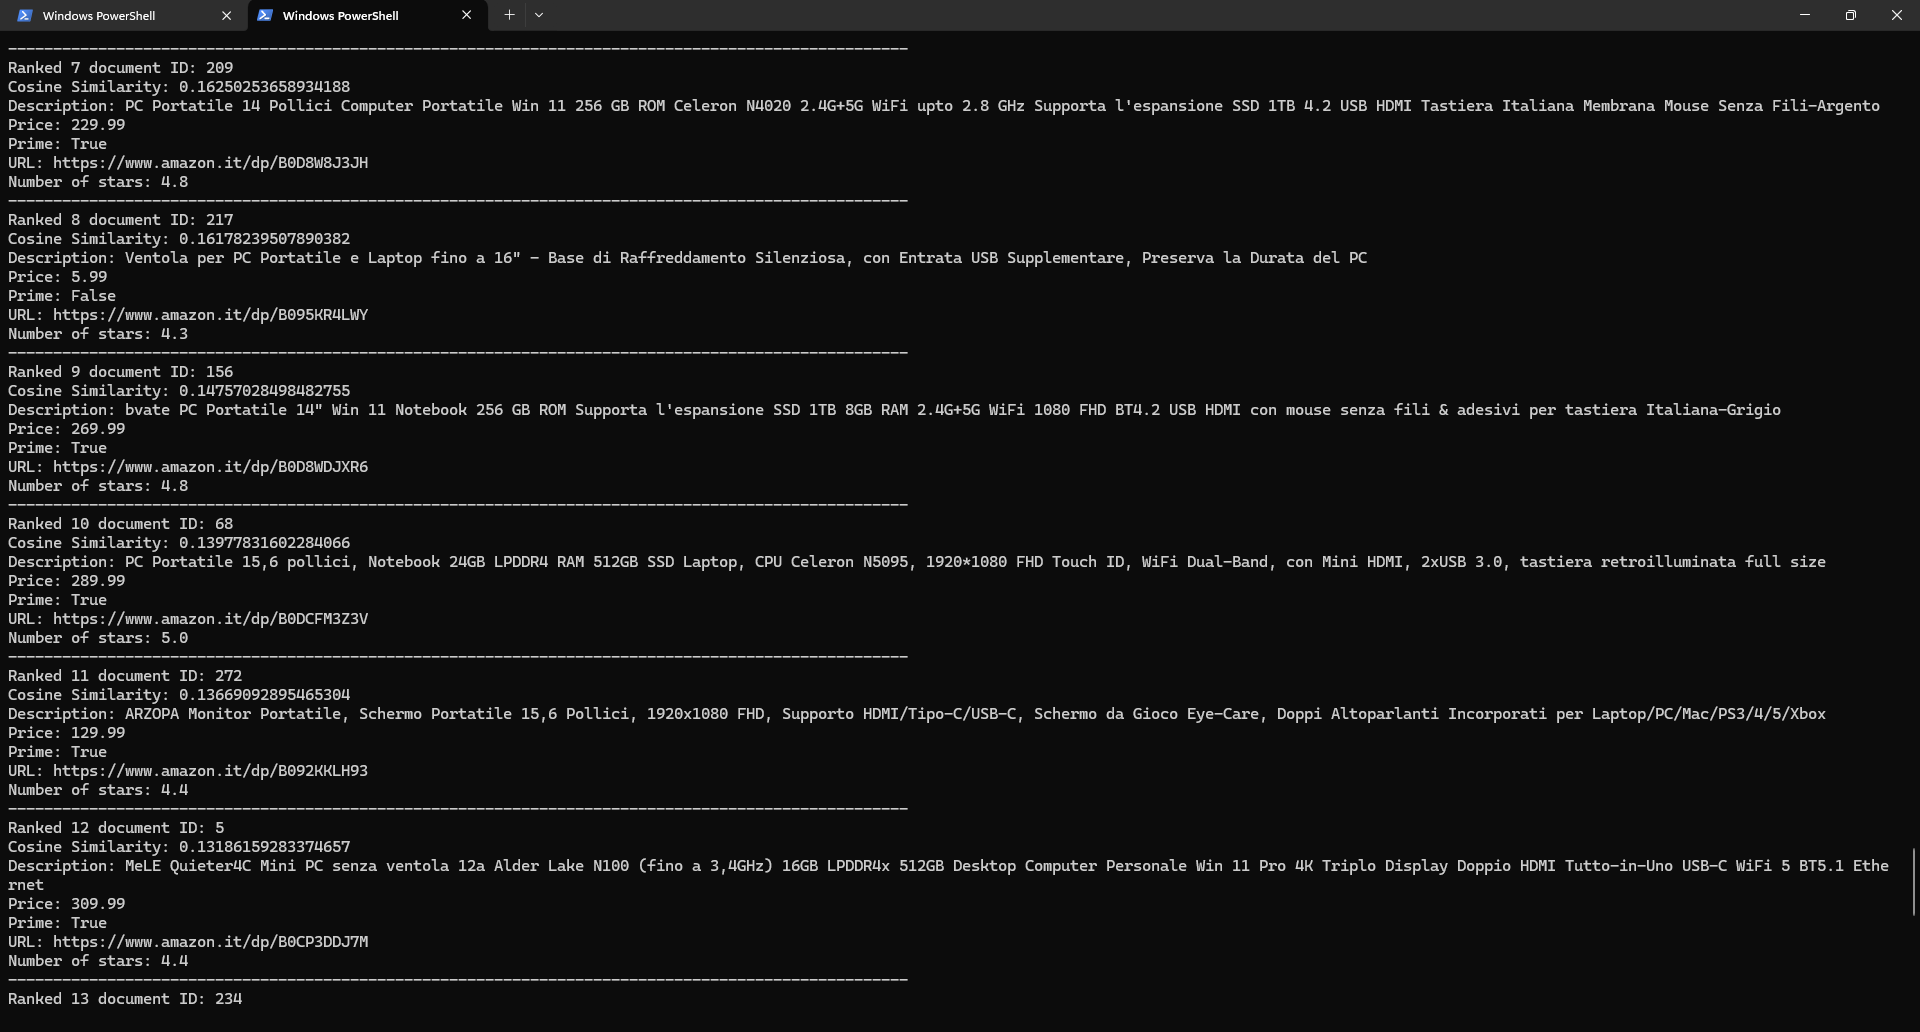 Windows PowerShell
Windows PowerShell
----------------------------------------------------------------------------------------------------
Ranked 7 document ID: 209
Cosine Similarity: 0.16250253658934188
Description: PC Portatile 14 Pollici Computer Portatile Win 11 256 GB ROM Celeron N4020 2.4G+5G WiFi upto 2.8 GHz Supporta l'espansione SSD 1TB 4.2 USB HDMI Tastiera Italiana Membrana Mouse Senza Fili-Argento
Price: 229.99
Prime: True
URL: https://www.amazon.it/dp/B0D8W8J3JH
Number of stars: 4.8
----------------------------------------------------------------------------------------------------
Ranked 8 document ID: 217
Cosine Similarity: 0.16178239507890382
Description: Ventola per PC Portatile e Laptop fino a 16" - Base di Raffreddamento Silenziosa, con Entrata USB Supplementare, Preserva la Durata del PC
Price: 5.99
Prime: False
URL: https://www.amazon.it/dp/B095KR4LWY
Number of stars: 4.3
----------------------------------------------------------------------------------------------------
Ranked 9 document ID: 156
Cosine Similarity: 0.14757028498482755
Description: bvate PC Portatile 14" Win 11 Notebook 256 GB ROM Supporta l'espansione SSD 1TB 8GB RAM 2.4G+5G WiFi 1080 FHD BT4.2 USB HDMI con mouse senza fili & adesivi per tastiera Italiana-Grigio
Price: 269.99
Prime: True
URL: https://www.amazon.it/dp/B0D8WDJXR6
Number of stars: 4.8
----------------------------------------------------------------------------------------------------
Ranked 10 document ID: 68
Cosine Similarity: 0.13977831602284066
Description: PC Portatile 15,6 pollici, Notebook 24GB LPDDR4 RAM 512GB SSD Laptop, CPU Celeron N5095, 1920*1080 FHD Touch ID, WiFi Dual-Band, con Mini HDMI, 2xUSB 3.0, tastiera retroilluminata full size
Price: 289.99
Prime: True
URL: https://www.amazon.it/dp/B0DCFM3Z3V
Number of stars: 5.0
----------------------------------------------------------------------------------------------------
Ranked 11 document ID: 272
Cosine Similarity: 0.13669092895465304
Description: ARZOPA Monitor Portatile, Schermo Portatile 15,6 Pollici, 1920x1080 FHD, Supporto HDMI/Tipo-C/USB-C, Schermo da Gioco Eye-Care, Doppi Altoparlanti Incorporati per Laptop/PC/Mac/PS3/4/5/Xbox
Price: 129.99
Prime: True
URL: https://www.amazon.it/dp/B092KKLH93
Number of stars: 4.4
----------------------------------------------------------------------------------------------------
Ranked 12 document ID: 5
Cosine Similarity: 0.13186159283374657
Description: MeLE Quieter4C Mini PC senza ventola 12a Alder Lake N100 (fino a 3,4GHz) 16GB LPDDR4x 512GB Desktop Computer Personale Win 11 Pro 4K Triplo Display Doppio HDMI Tutto-in-Uno USB-C WiFi 5 BT5.1 Ethe
rnet
Price: 309.99
Prime: True
URL: https://www.amazon.it/dp/B0CP3DDJ7M
Number of stars: 4.4
----------------------------------------------------------------------------------------------------
Ranked 13 document ID: 234